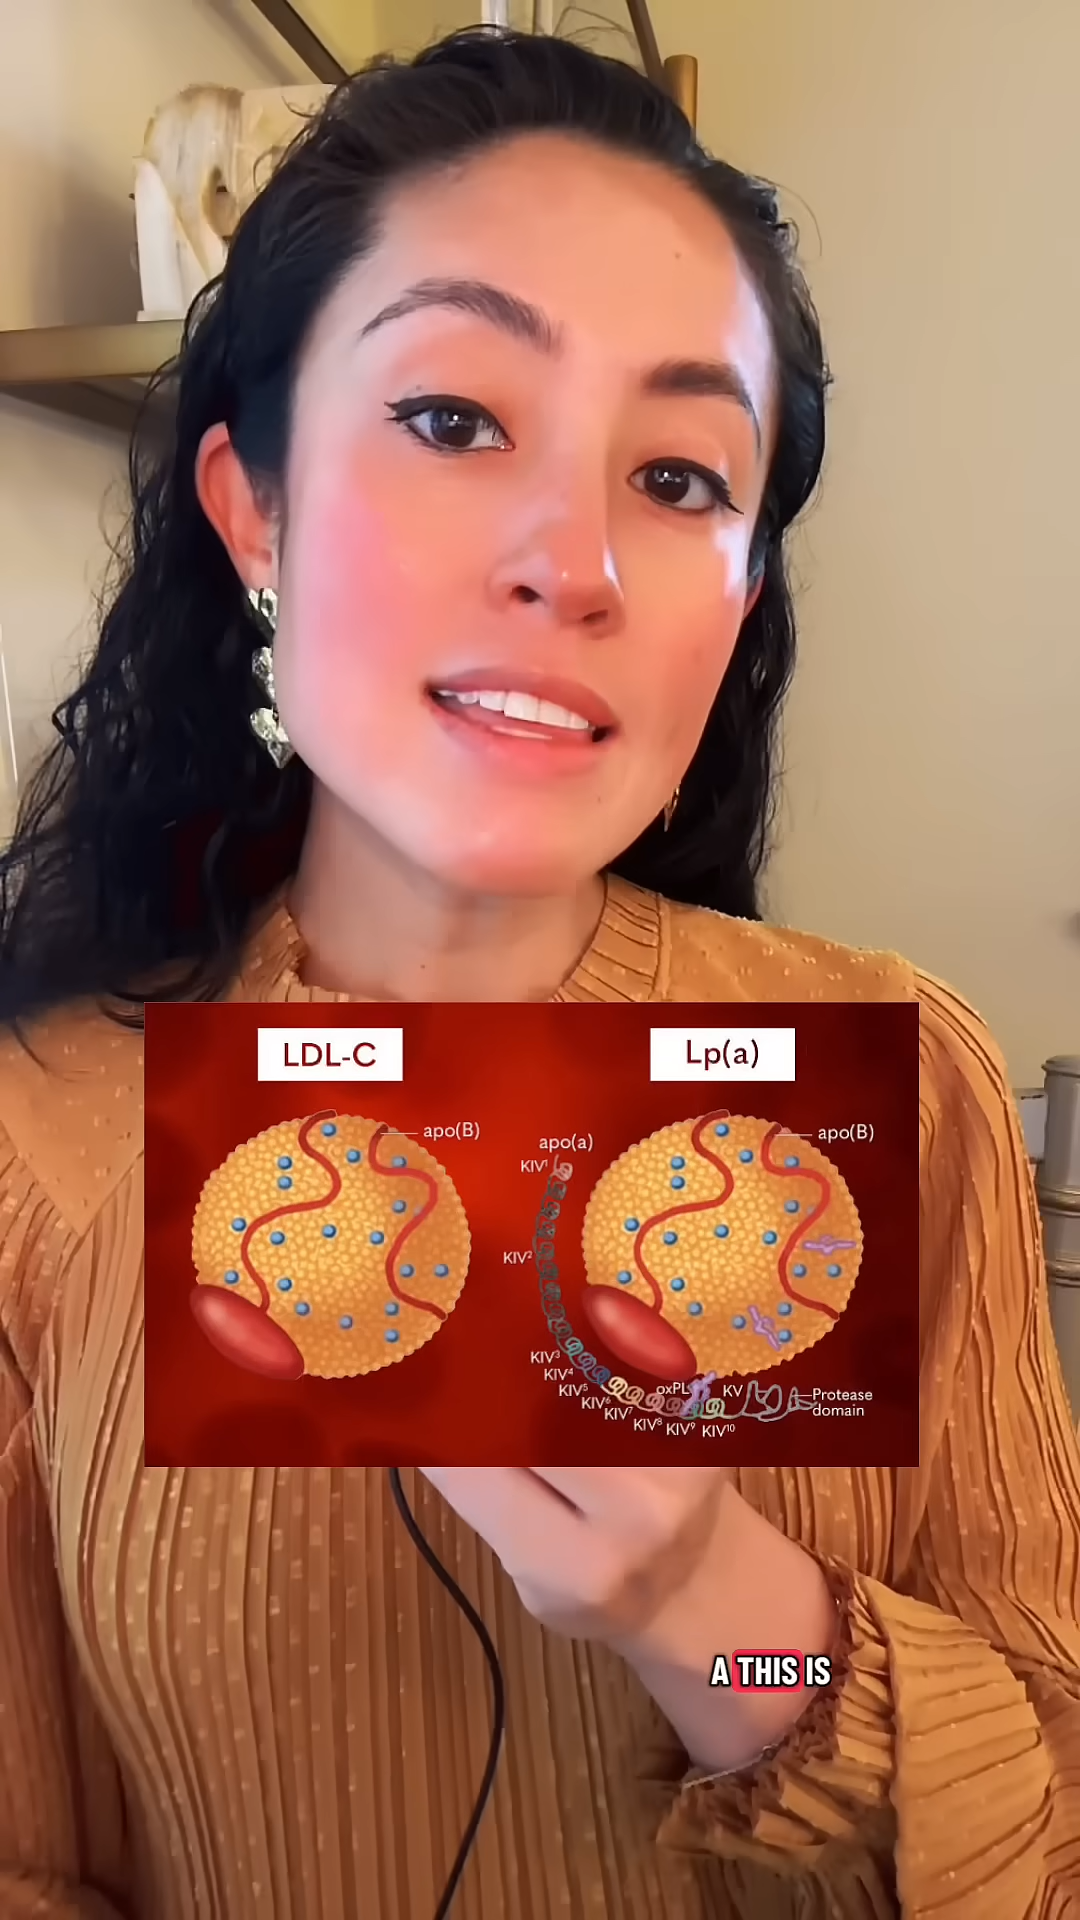 LDL-C
apo(B)
Lp(a)
apo(a)
apo(B)
KIV¹
KIV²
KIV³
KIV⁴
KIV⁵
KIV⁶
KIV⁷
KIV⁸
KIV⁹
KIV¹⁰
oxPL
KV
Protease
domain
A THIS IS